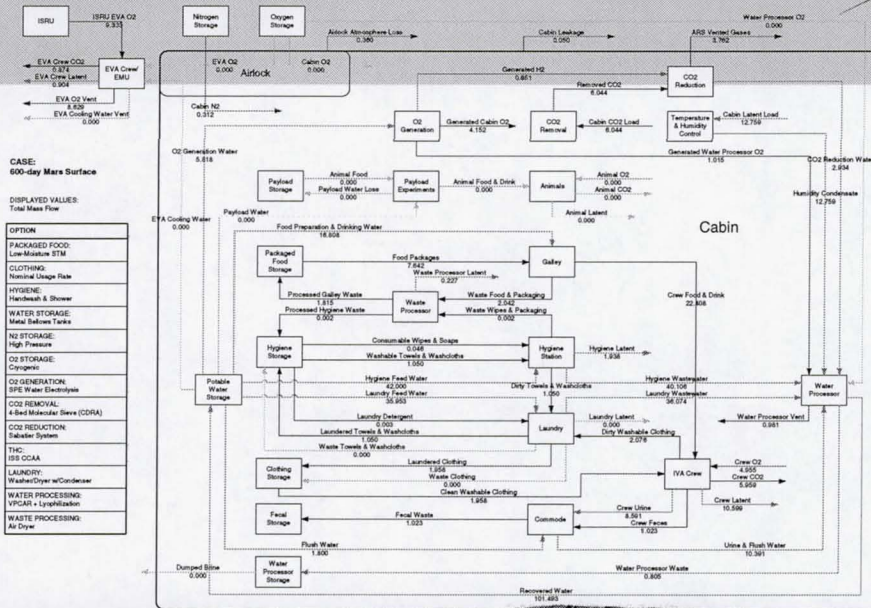 ISRU
ISRU EVA O2
9.333
Nitrogen
Storage
Oxygen
Storage
Airlock Atmosphere Loss
0.380
Cabin Leakage
0.050
Water Processor O2
0.000
ARS Vented Gases
3.762
EVA Crew CO2
0.874
EVA Crew Latent
0.904
EVA Crew/
EMU
EVA O2
0.000
Cabin O2
0.000
Airlock
Generated H2
0.651
CO2
Reduction
EVA O2 Vent
8.629
EVA Cooling Water Vent
0.000
Cabin N2
0.312
Removed CO2
6.044
O2
Generation
Generated Cabin O2
4.152
CO2
Removal
Cabin CO2 Load
6.044
Temperature
& Humidity
Control
Cabin Latent Load
12.759
O2 Generation Water
5.818
Generated Water Processor O2
1.015
CO2 Reduction Water
2.934
CASE:
600-day Mars Surface
DISPLAYED VALUES:
Total Mass Flow
Payload
Storage
Animal Food
0.000
Payload Water Lose
0.000
Payload
Experiments
Animal Food & Drink
0.000
Animals
Animal O2
0.000
Animal CO2
0.000
Humidity Condensate
12.759
EVA Cooling Water
0.000
Payload Water
0.000
Animal Latent
0.000
Food Preparation & Drinking Water
16.808
Cabin
OPTION
PACKAGED FOOD:
Low-Moisture STM
CLOTHING:
Nominal Usage Rate
HYGIENE:
Handwash & Shower
WATER STORAGE:
Metal Bellows Tanks
N2 STORAGE:
High Pressure
O2 STORAGE:
Cryogenic
O2 GENERATION:
SPE Water Electrolysis
CO2 REMOVAL:
4-Bed Molecular Sieve (CDRA)
CO2 REDUCTION:
Sabatier System
THC:
ISS CCAA
LAUNDRY:
Washer/Dryer w/Condenser
WATER PROCESSING:
VPCAR + Lyophilization
WASTE PROCESSING:
Air Dryer
Packaged
Food
Storage
Food Packages
7.642
Galley
Waste Processor Latent
0.227
Processed Galley Waste
1.815
Waste
Processor
Waste Food & Packaging
2.042
Crew Food & Drink
22.408
Processed Hygiene Waste
0.002
Waste Wipes & Packaging
0.002
Hygiene
Storage
Consumable Wipes & Soaps
0.046
Washable Towels & Washcloths
1.050
Hygiene
Station
Hygiene Latent
1.938
Potable
Water
Storage
Hygiene Feed Water
42.000
Laundry Feed Water
35.953
Dirty Towels & Washcloths
1.050
Hygiene Wastewater
40.106
Laundry Wastewater
36.074
Water
Processor
Laundry Detergent
0.003
Laundered Towels & Washcloths
1.050
Waste Towels & Washcloths
0.000
Laundry
Laundry Latent
0.000
Dirty Washable Clothing
2.076
Water Processor Vent
0.981
Clothing
Storage
Laundered Clothing
1.958
Waste Clothing
0.000
Clean Washable Clothing
1.958
IVA Crew
Crew O2
4.955
Crew CO2
5.959
Crew Latent
10.599
Fecal
Storage
Fecal Waste
1.023
Commode
Crew Urine
8.591
Crew Feces
1.023
Flush Water
1.800
Urine & Flush Water
10.391
Dumped Brine
0.000
Water
Processor
Storage
Water Processor Waste
0.805
Recovered Water
101.493